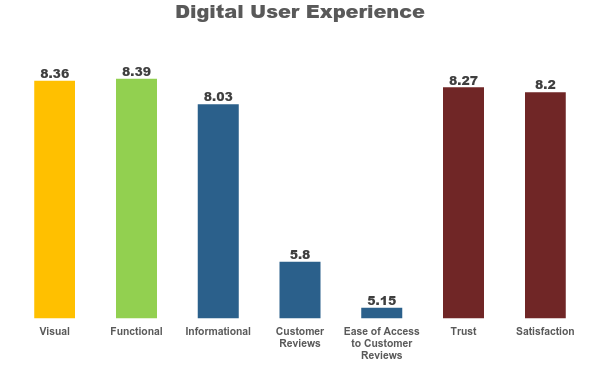 Digital User Experience
8.36
8.39
8.03
5.8
5.15
8.27
8.2
Visual
Functional
Informational
Customer
Reviews
Ease of Access
to Customer
Reviews
Trust
Satisfaction